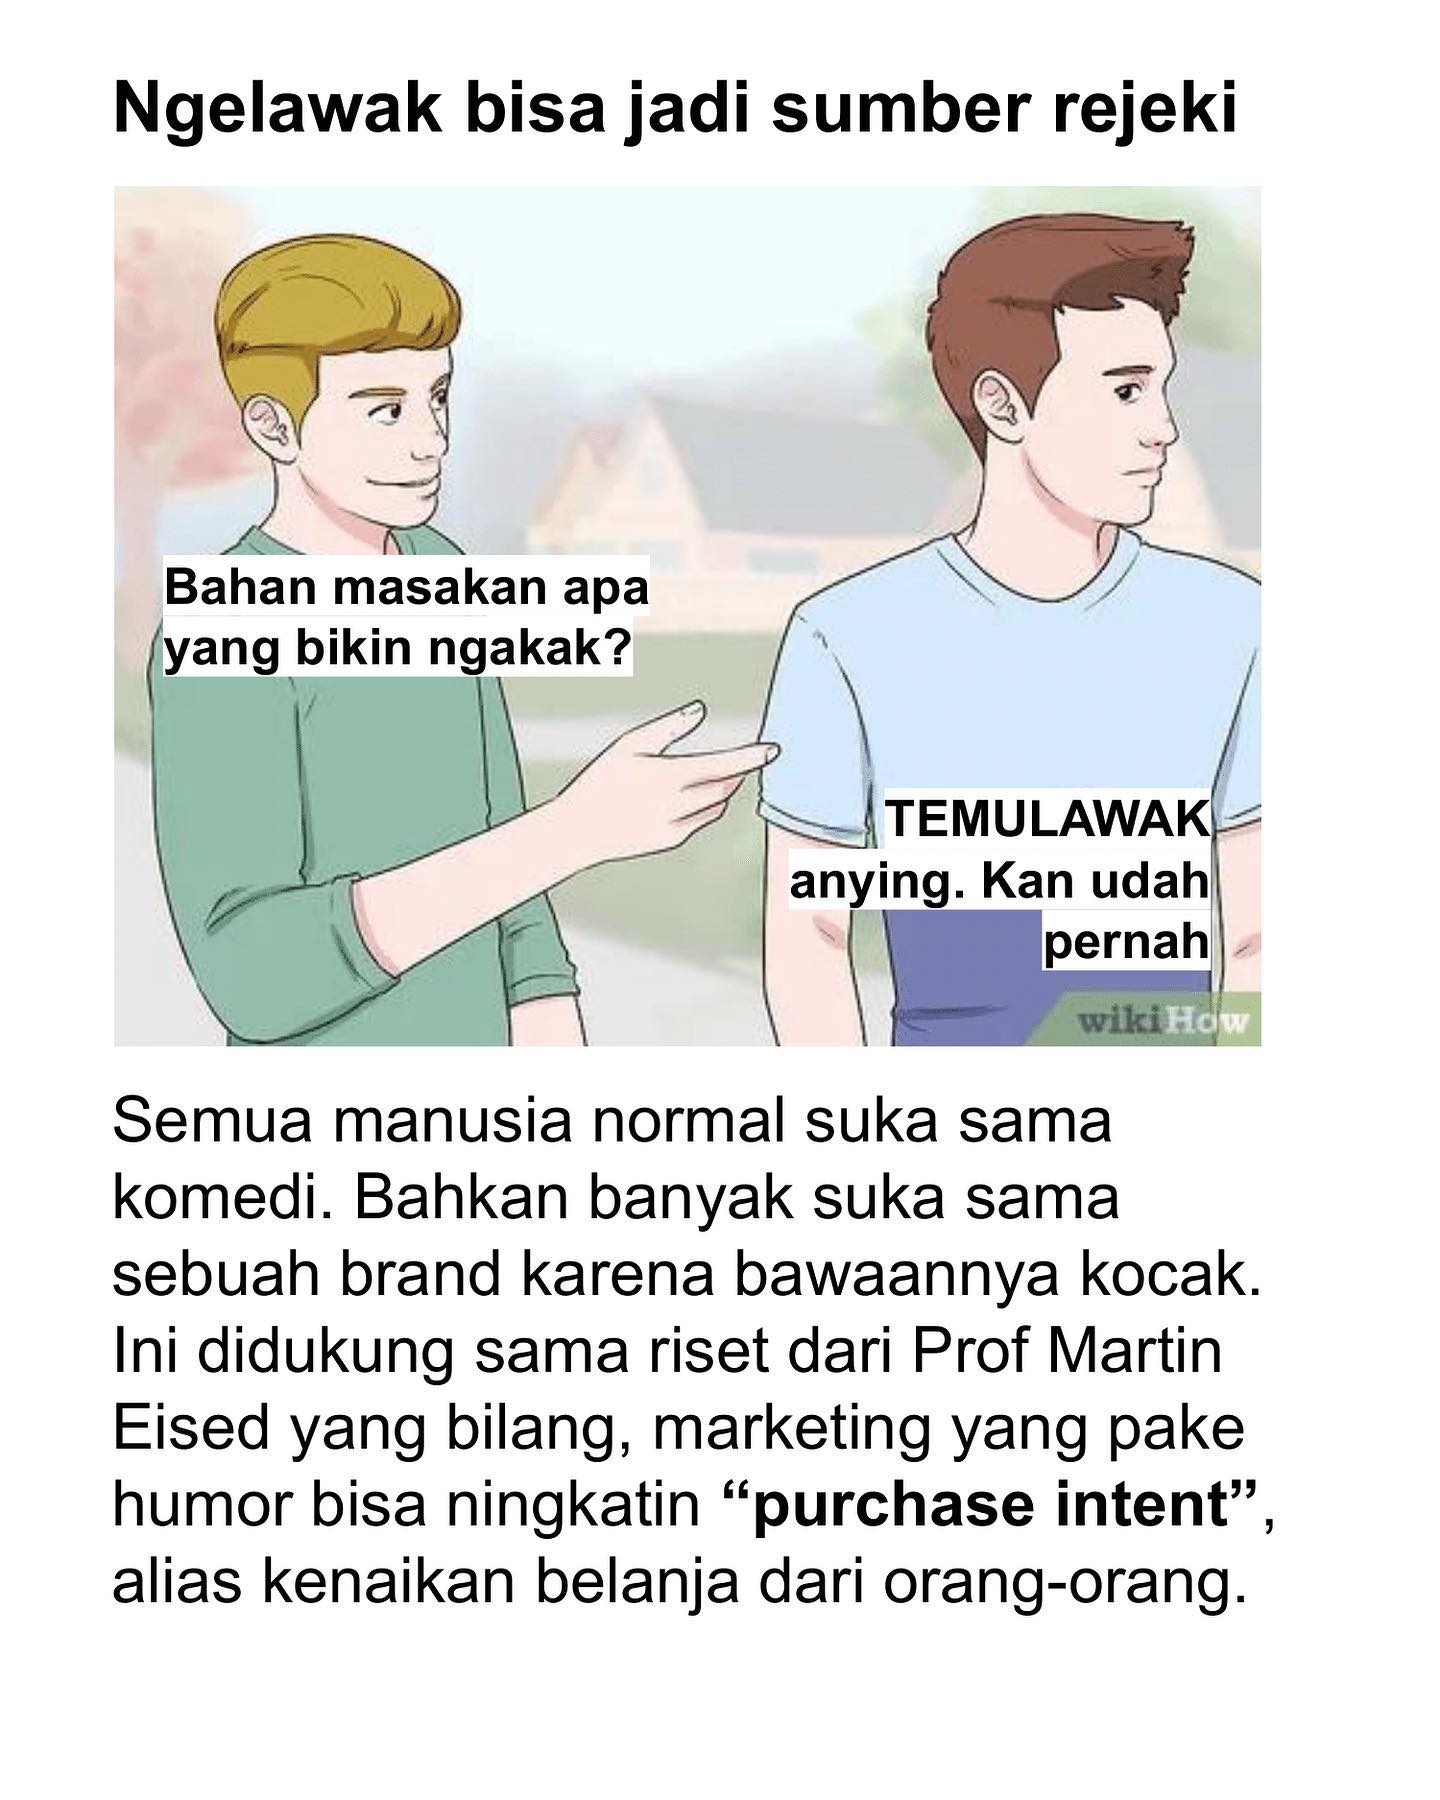 Ngelawak bisa jadi sumber rejeki
Bahan masakan apa
yang bikin ngakak?
TEMULAWAK
anying. Kan udah
pernah
wikiHow
Semua manusia normal suka sama
komedi. Bahkan banyak suka sama
sebuah brand karena bawaannya kocak.
Ini didukung sama riset dari Prof Martin
Eised yang bilang, marketing yang pake
humor bisa ningkatin “purchase intent”,
alias kenaikan belanja dari orang-orang.